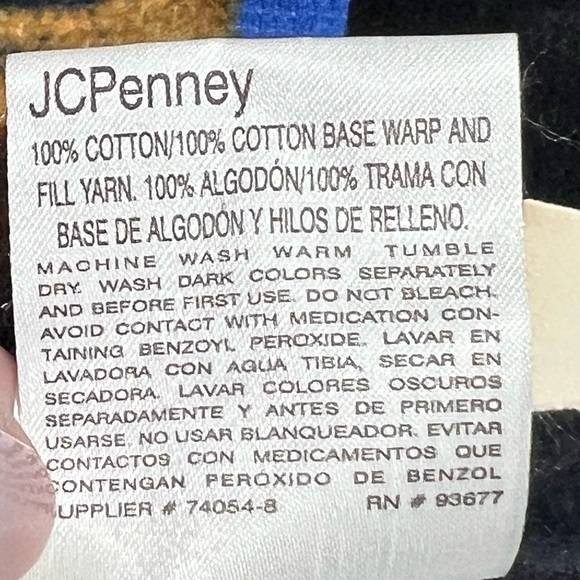 JCPenney
100% COTTON/100% COTTON BASE WARP AND
FILL YARN. 100% ALGODÓN/100% TRAMA CON
BASE DE ALGODÓN Y HILOS DE RELLENO.
MACHINE WASH WARM TUMBLE
DRY. WASH DARK COLORS SEPARATELY
AND BEFORE FIRST USE. DO NOT BLEACH.
AVOID CONTACT WITH MEDICATION CON-
TAINING BENZOYL PEROXIDE. LAVAR EN
LAVADORA CON AGUA TIBIA, SECAR EN
SECADORA. LAVAR COLORES OSCUROS
SEPARADAMENTE Y ANTES DE PRIMERO
USARSE. NO USAR BLANQUEADOR. EVITAR
CONTACTOS CON MEDICAMENTOS QUE
CONTENGAN PEROXIDO DE BENZOL
UPPLIER # 74054-8 RN # 93677